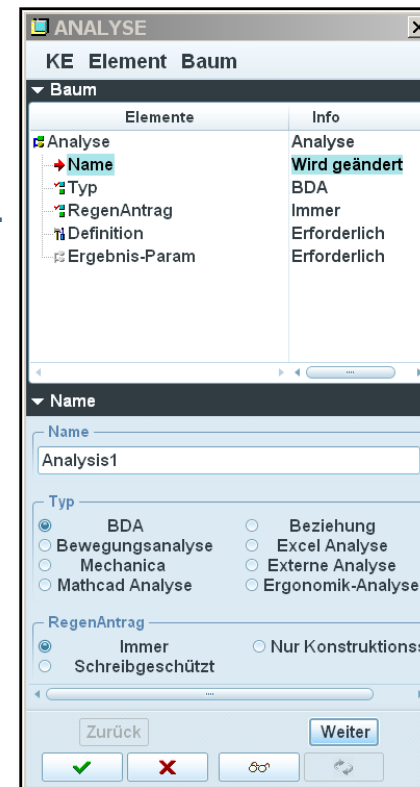 ANALYSE
KE Element Baum
Baum
Elemente Info
Analyse Analyse
Name Wird geändert
Typ BDA
RegenAntrag Immer
Definition Erforderlich
Ergebnis-Param Erforderlich
Name
Name
Analysis1
Typ
BDA Beziehung
Bewegungsanalyse Excel Analyse
Mechanica Externe Analyse
Mathcad Analyse Ergonomik-Analyse
RegenAntrag
Immer Nur Konstruktionss
Schreibgeschützt
Zurück Weiter